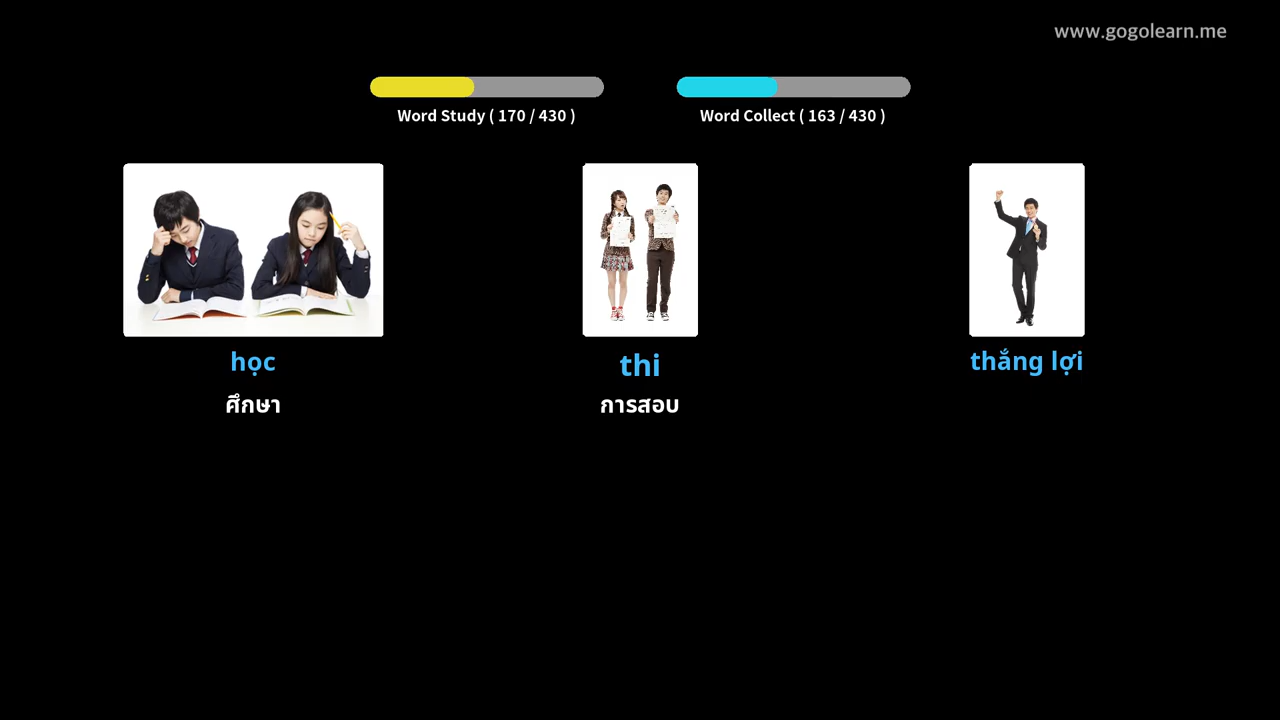 www.gogolearn.me
Word Study ( 170 / 430 )
Word Collect ( 163 / 430 )
học
ศึกษา
thi
การสอบ
thắng lợi